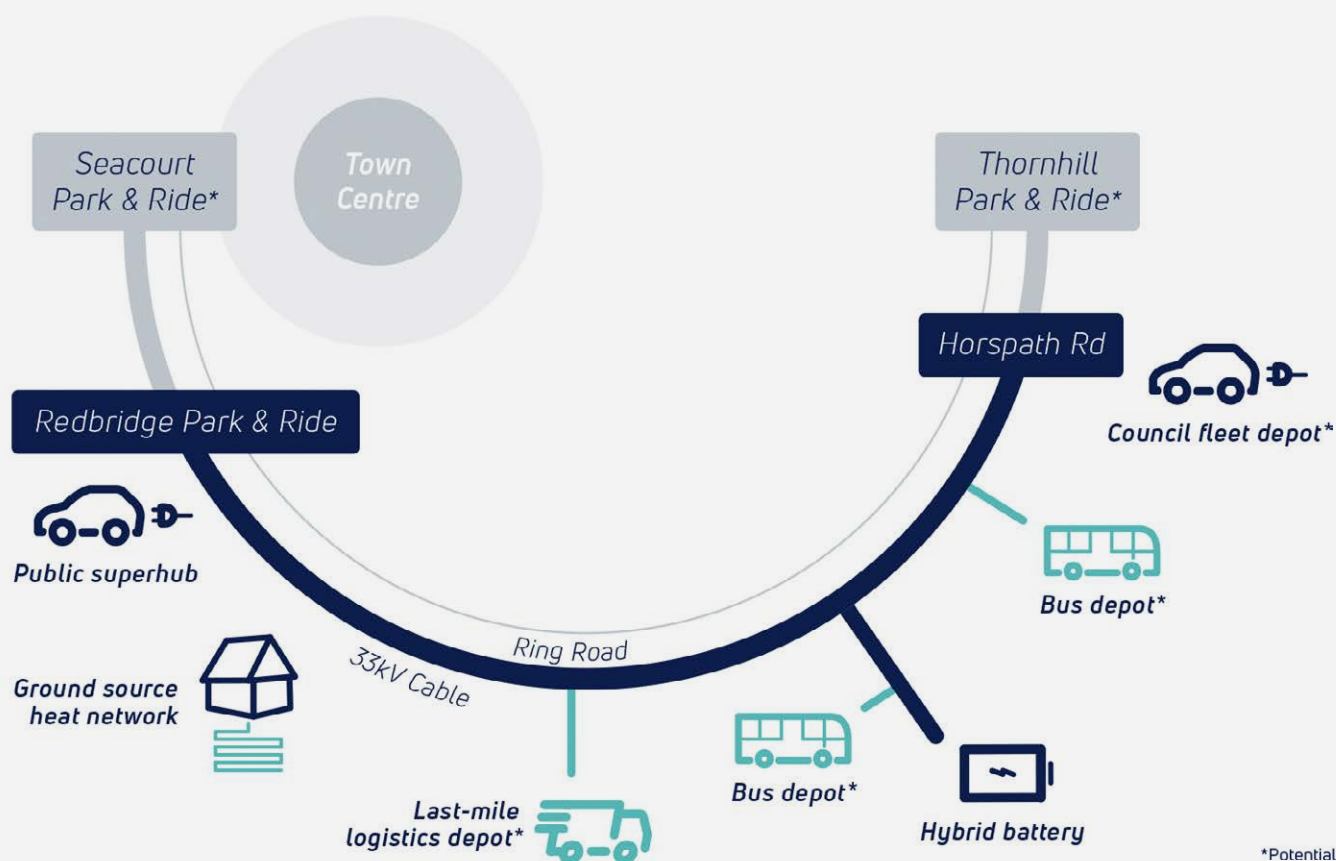 Seacourt
Park & Ride*
Town
Centre
Thornhill
Park & Ride*
Horspath Rd
Redbridge Park & Ride
Council fleet depot*
Public superhub
Bus depot*
Ring Road
33kV Cable
Ground source
heat network
Bus depot*
Last-mile
logistics depot*
Hybrid battery
*Potential